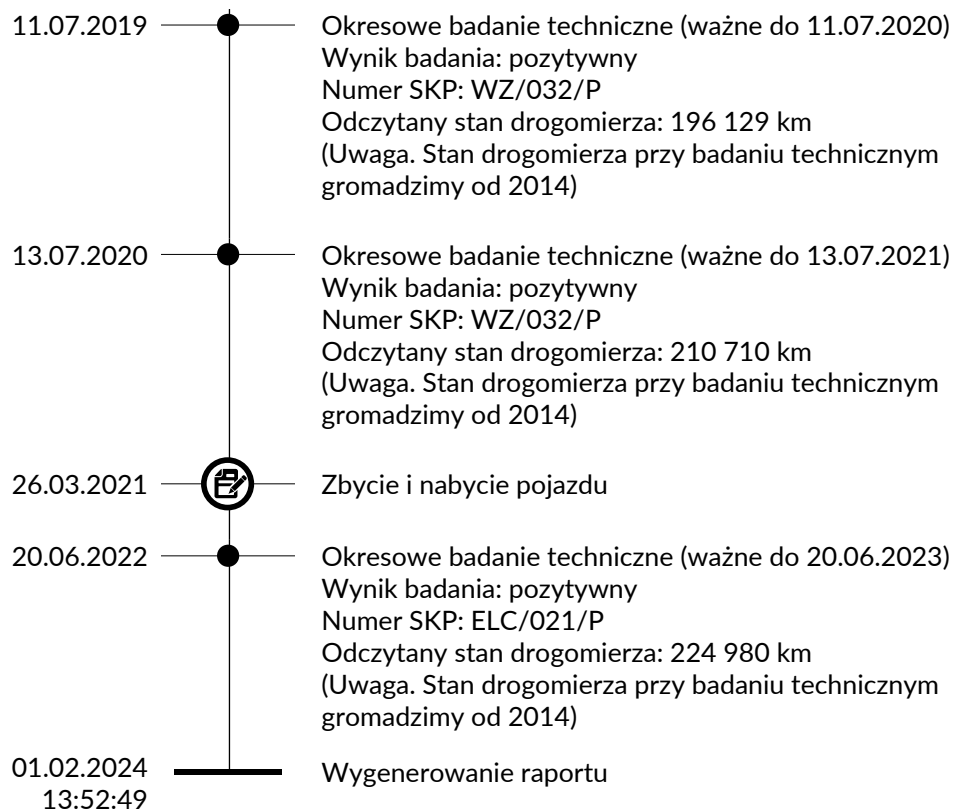 11.07.2019
Okresowe badanie techniczne (ważne do 11.07.2020)
Wynik badania: pozytywny
Numer SKP: WZ/032/P
Odczytany stan drogomierza: 196 129 km
(Uwaga. Stan drogomierza przy badaniu technicznym
gromadzimy od 2014)
13.07.2020
Okresowe badanie techniczne (ważne do 13.07.2021)
Wynik badania: pozytywny
Numer SKP: WZ/032/P
Odczytany stan drogomierza: 210 710 km
(Uwaga. Stan drogomierza przy badaniu technicznym
gromadzimy od 2014)
26.03.2021
Zbycie i nabycie pojazdu
20.06.2022
Okresowe badanie techniczne (ważne do 20.06.2023)
Wynik badania: pozytywny
Numer SKP: ELC/021/P
Odczytany stan drogomierza: 224 980 km
(Uwaga. Stan drogomierza przy badaniu technicznym
gromadzimy od 2014)
01.02.2024
13:52:49
Wygenerowanie raportu